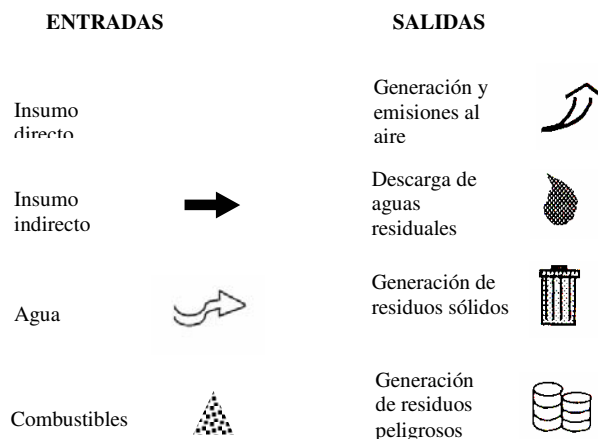 ENTRADAS
SALIDAS
Insumo
directo
Generación y
emisiones al
aire
Insumo
indirecto
Descarga de
aguas
residuales
Agua
Generación de
residuos sólidos
Combustibles
Generación
de residuos
peligrosos